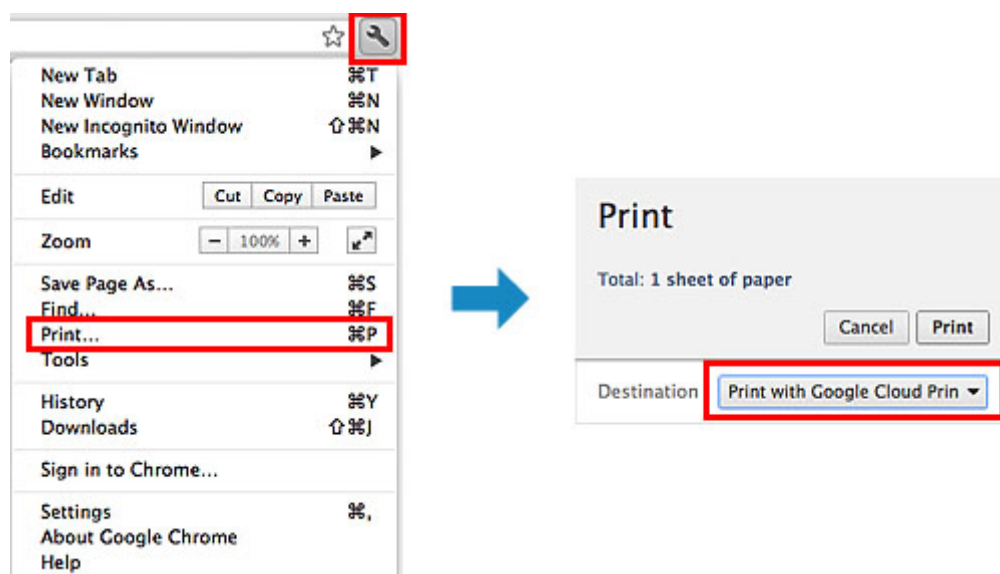 New Tab ⌘T
New Window ⌘N
New Incognito Window ⇧⌘N
Bookmarks ▶
Edit Cut Copy Paste
Zoom − 100% +
Save Page As... ⌘S
Find... ⌘F
Print... ⌘P
Tools ▶
History ⌘Y
Downloads ⇧⌘J
Sign in to Chrome...
Settings ⌘,
About Google Chrome
Help
Print
Total: 1 sheet of paper
Cancel Print
Destination Print with Google Cloud Prin